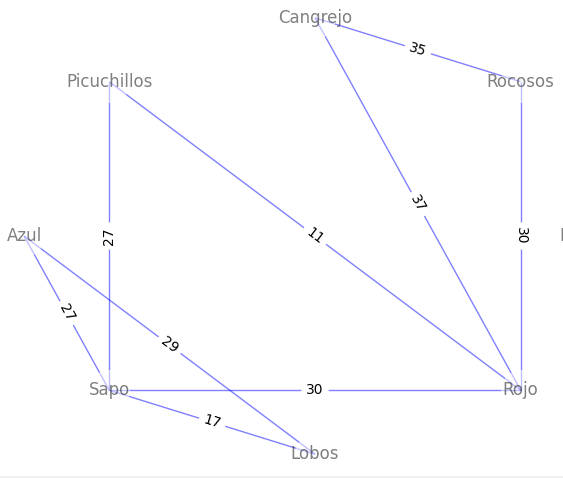 Cangrejo
35
Picuchillos
Rocosos
37
27
11
30
Azul
27
29
Sapo
30
Rojo
17
Lobos